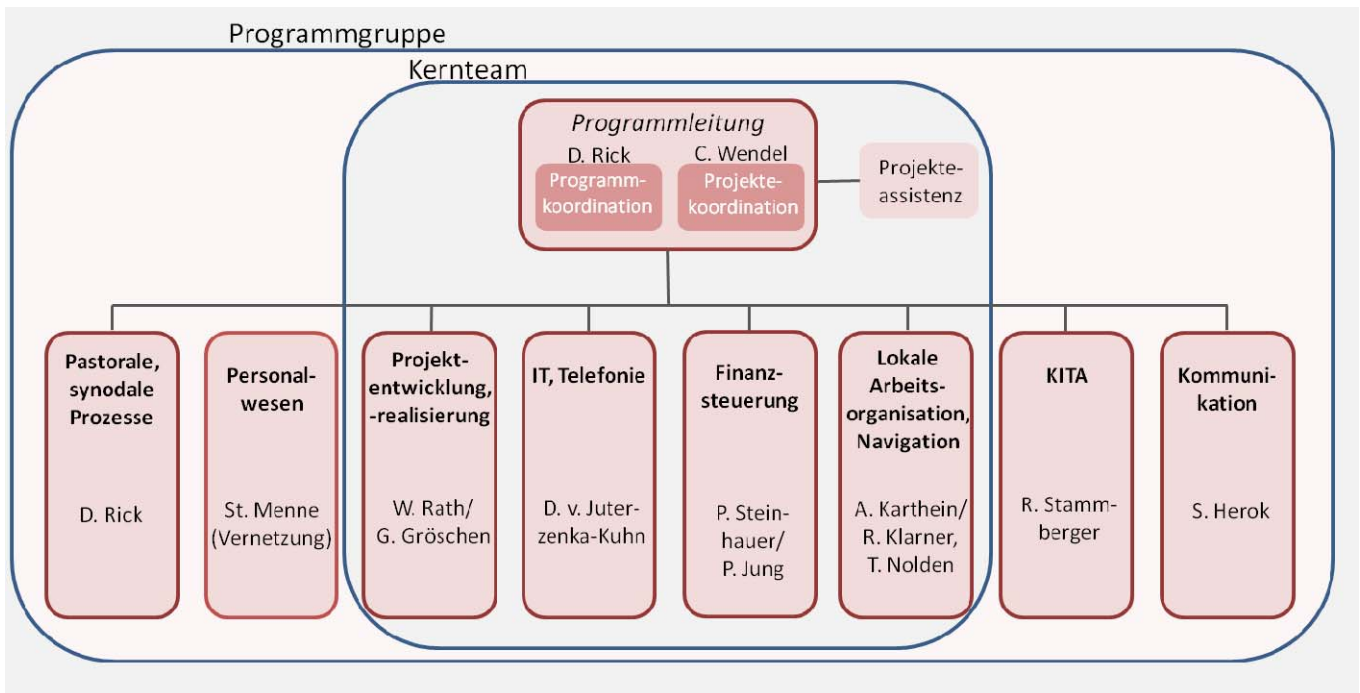 Programmgruppe
Kernteam
Programmleitung
D. Rick
C. Wendel
Programm-
koordination
Projekte-
koordination
Projekte-
assistenz
Pastorale,
synodale
Prozesse
D. Rick
Personal-
wesen
St. Menne
(Vernetzung)
Projekt-
entwicklung,
-realisierung
W. Rath/
G. Gröschen
IT, Telefonie
D. v. Juter-
zenka-Kuhn
Finanz-
steuerung
P. Stein-
hauer/
P. Jung
Lokale
Arbeits-
organisation,
Navigation
A. Karthein/
R. Klarner,
T. Nolden
KITA
R. Stamm-
berger
Kommuni-
kation
S. Herok